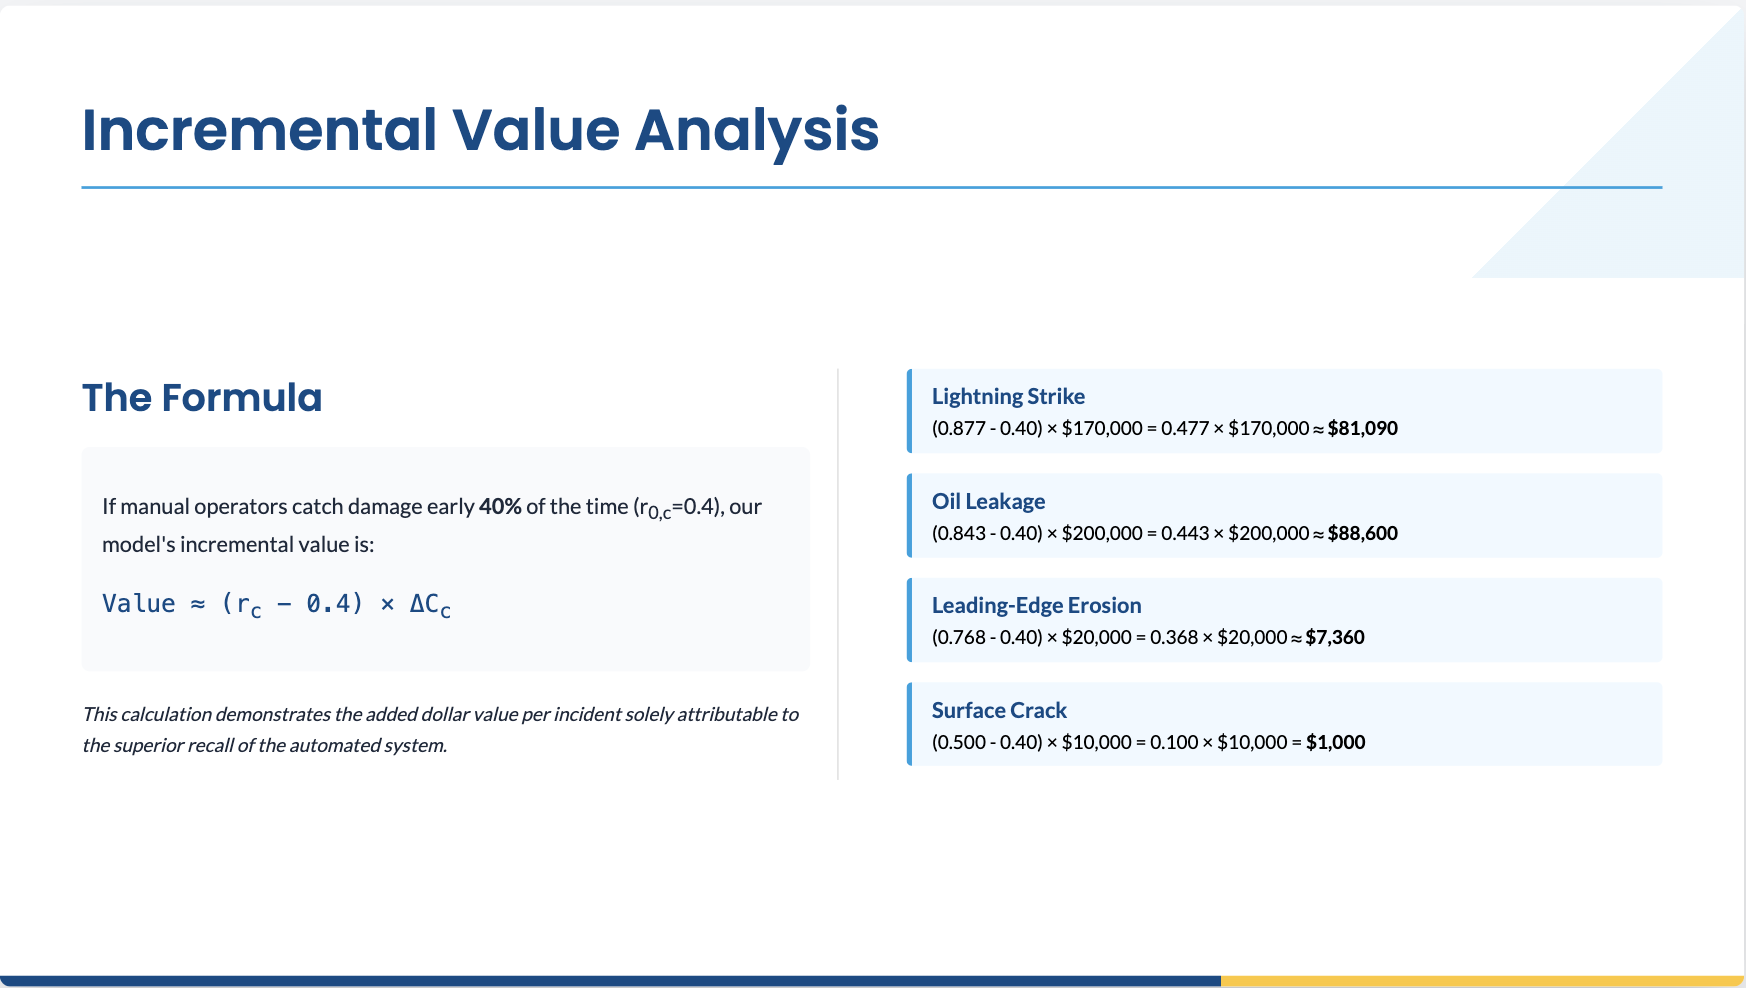 Incremental Value Analysis
The Formula
If manual operators catch damage early 40% of the time (r0,c=0.4), our
model's incremental value is:
Value ≈ (rc − 0.4) × ΔCc
This calculation demonstrates the added dollar value per incident solely attributable to
the superior recall of the automated system.
Lightning Strike
(0.877 - 0.40) × $170,000 = 0.477 × $170,000 ≈ $81,090
Oil Leakage
(0.843 - 0.40) × $200,000 = 0.443 × $200,000 ≈ $88,600
Leading-Edge Erosion
(0.768 - 0.40) × $20,000 = 0.368 × $20,000 ≈ $7,360
Surface Crack
(0.500 - 0.40) × $10,000 = 0.100 × $10,000 = $1,000